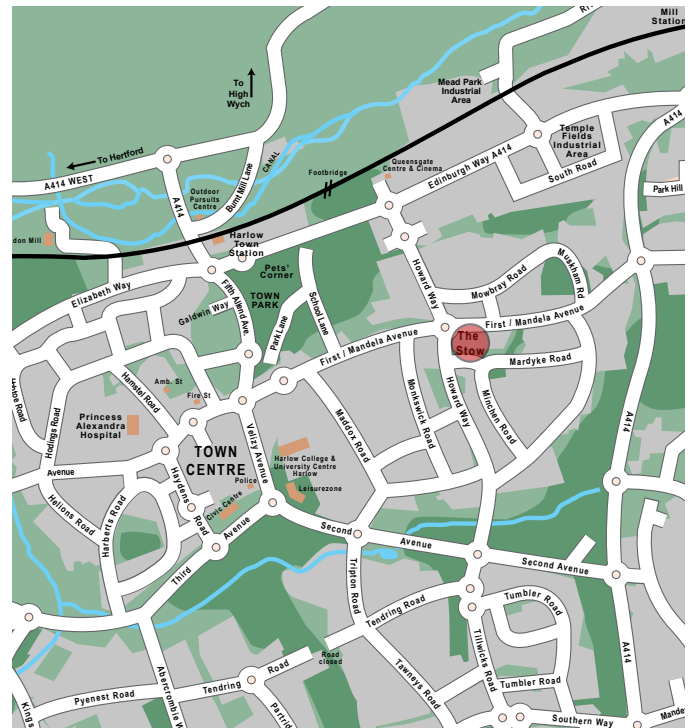 Mill
Station
To
High
Wych
Mead Park
Industrial
Area
To Hertford
A414 WEST
A414
Burnt Mill Lane
CANAL
Footbridge
Queensgate
Centre & Cinema
Edinburgh Way A414
Temple
Fields
Industrial
Area
South Road
A414
Park Hill
Outdoor
Pursuits
Centre
don Mill
Harlow
Town
Station
Pets'
Corner
TOWN
PARK
Elizabeth Way
Galdwin Way
Fifth Allend Ave.
Park Lane
School Lane
Howard Way
Mowbray Road
Muskham Rd
First / Mandela Avenue
First / Mandela Avenue
The
Stow
Mardyke Road
Amb. St
Fire St
Hamstel Road
Hodings Road
Princess
Alexandra
Hospital
TOWN
CENTRE
Velizy Avenue
Maddox Road
Monkswick Road
Howard Way
Minchen Road
A414
Harlow College &
University Centre
Harlow
Leisurezone
Police
Civic Centre
Avenue
Haydens
Road
Helions Road
Harberts Road
Third
Avenue
Second
Avenue
Second Avenue
Tripton Road
Tendring Road
Tumbler Road
Tillwicks Road
A414
Road
closed
Tawneys Road
Tumbler Road
Pyenest Road
Tendring
Road
Southern Way
Abercrombie W
Kings
Partrid
Mande